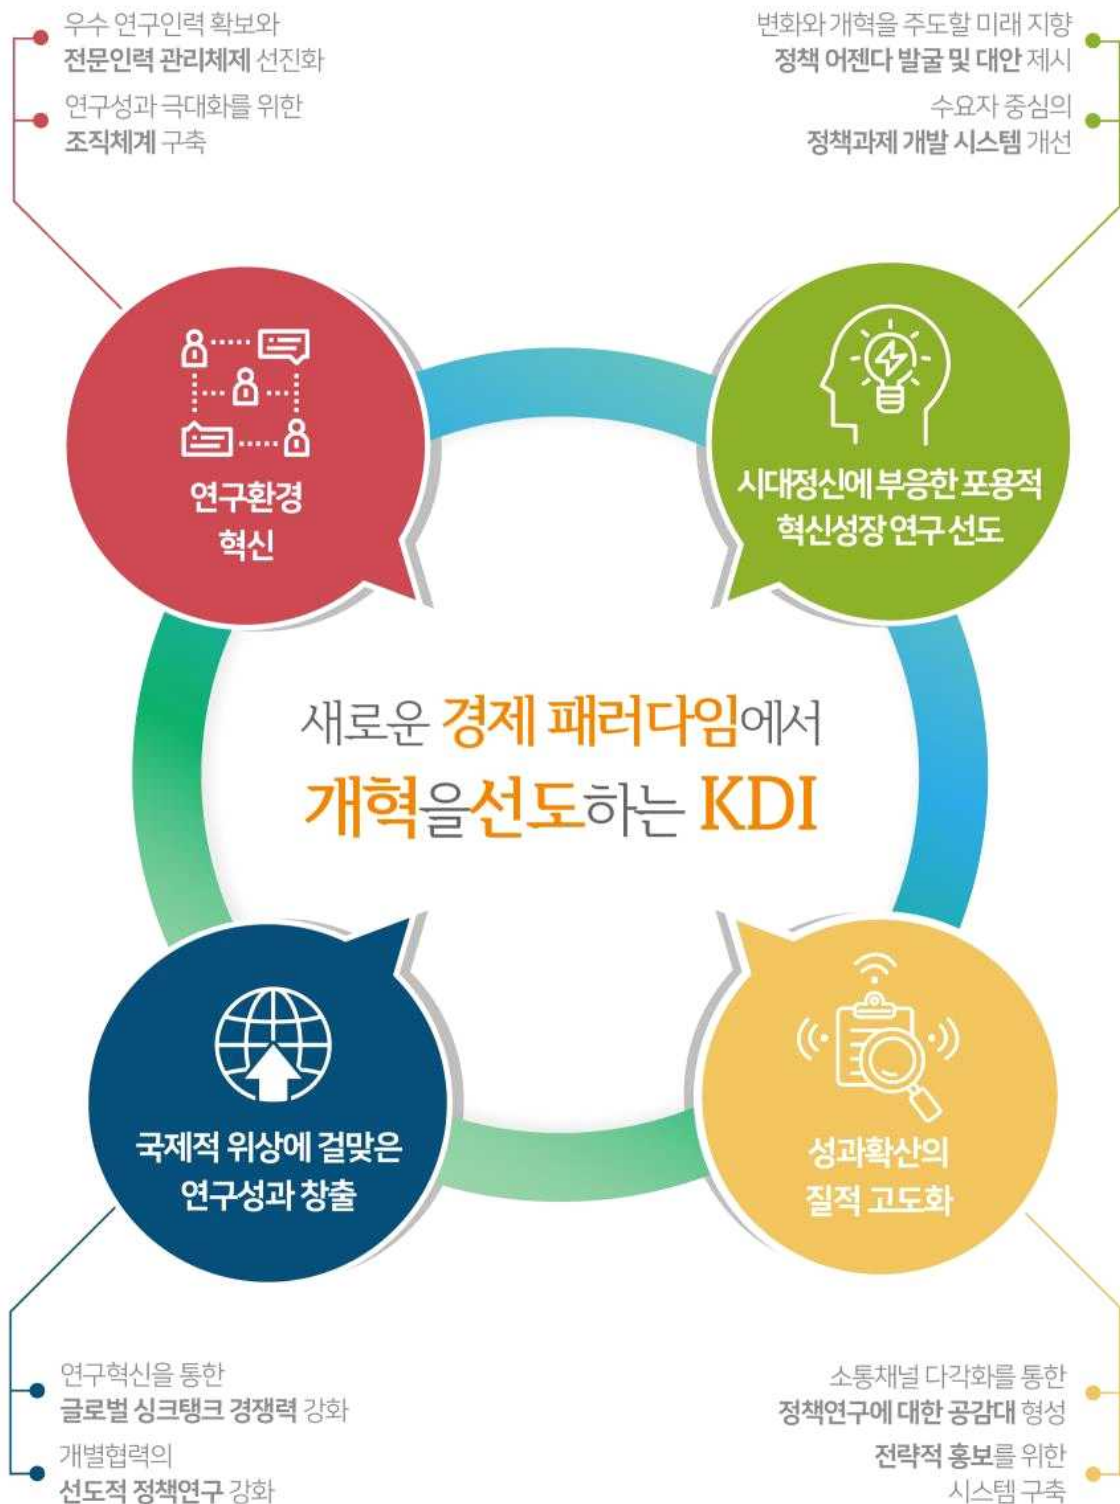 우수 연구인력 확보와
전문인력 관리체제 선진화
연구성과 극대화를 위한
조직체계 구축
변화와 개혁을 주도할 미래 지향
정책 어젠다 발굴 및 대안 제시
수요자 중심의
정책과제 개발 시스템 개선
연구환경
혁신
시대정신에 부응한 포용적
혁신성장 연구 선도
새로운 경제 패러다임에서
개혁을선도하는 KDI
국제적 위상에 걸맞은
연구성과 창출
성과확산의
질적 고도화
연구혁신을 통한
글로벌 싱크탱크 경쟁력 강화
개별협력의
선도적 정책연구 강화
소통채널 다각화를 통한
정책연구에 대한 공감대 형성
전략적 홍보를 위한
시스템 구축